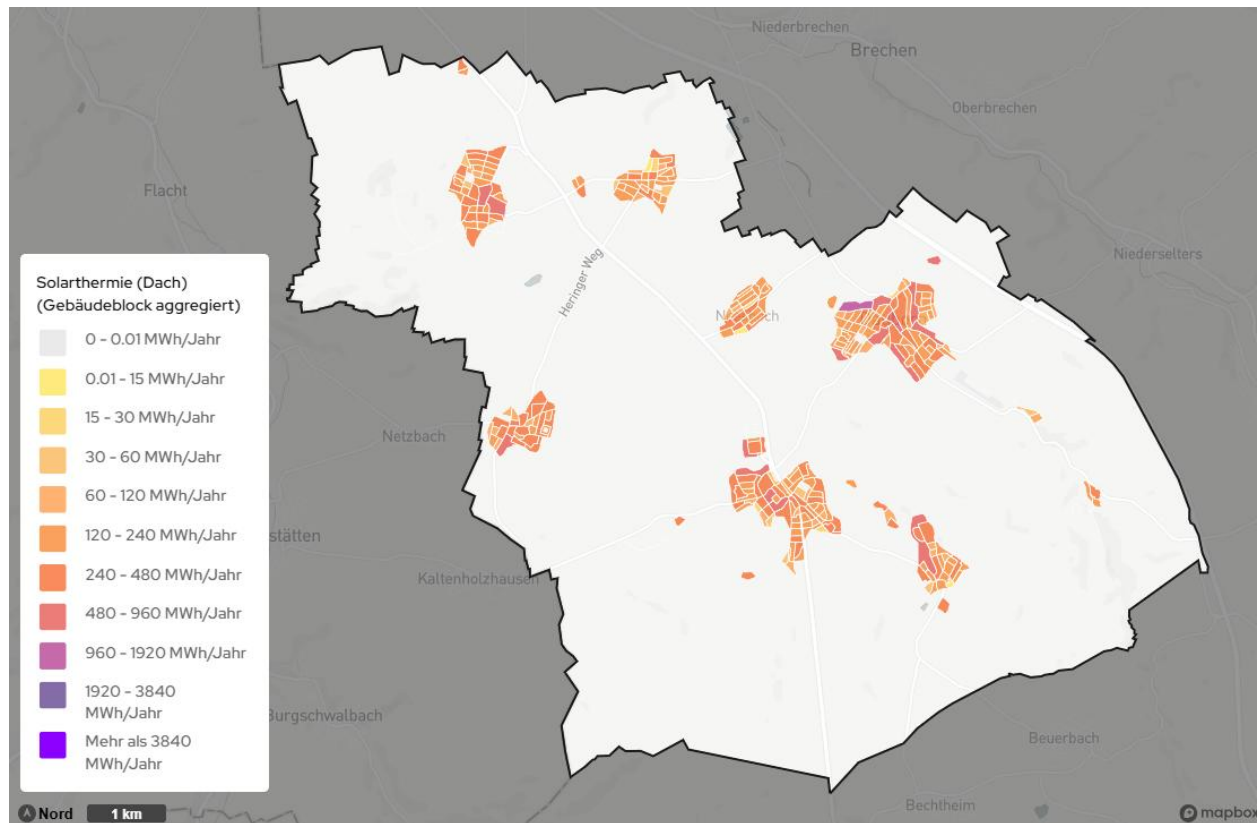 Niederbrechen
Brechen
Oberbrechen
Flacht
Niederselters
Heringer Weg
Netzbach
stätten
Kaltenholzhausen
Burgschwalbach
Beuerbach
Bechtheim
Solarthermie (Dach)
(Gebäudeblock aggregiert)
0 - 0.01 MWh/Jahr
0.01 - 15 MWh/Jahr
15 - 30 MWh/Jahr
30 - 60 MWh/Jahr
60 - 120 MWh/Jahr
120 - 240 MWh/Jahr
240 - 480 MWh/Jahr
480 - 960 MWh/Jahr
960 - 1920 MWh/Jahr
1920 - 3840
MWh/Jahr
Mehr als 3840
MWh/Jahr
Nord
1 km
mapbox